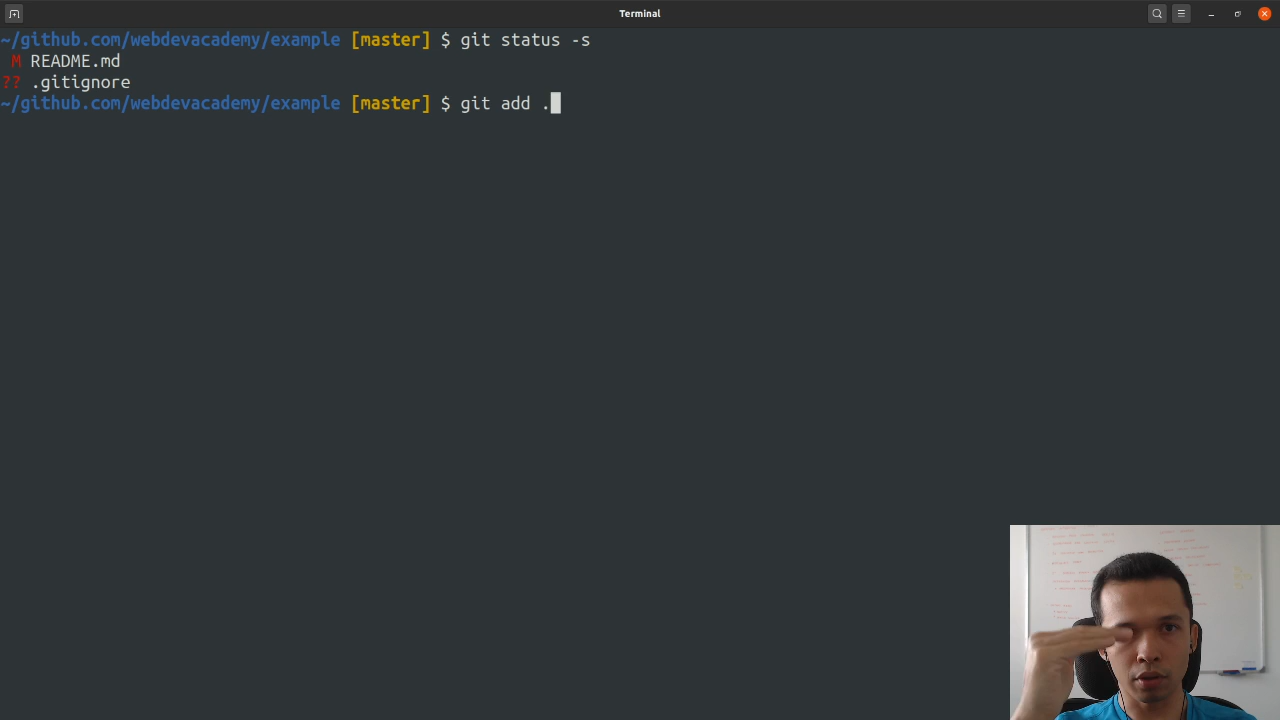 Terminal
~/github.com/webdevacademy/example [master] $ git status -s
 M README.md
?? .gitignore
~/github.com/webdevacademy/example [master] $ git add .